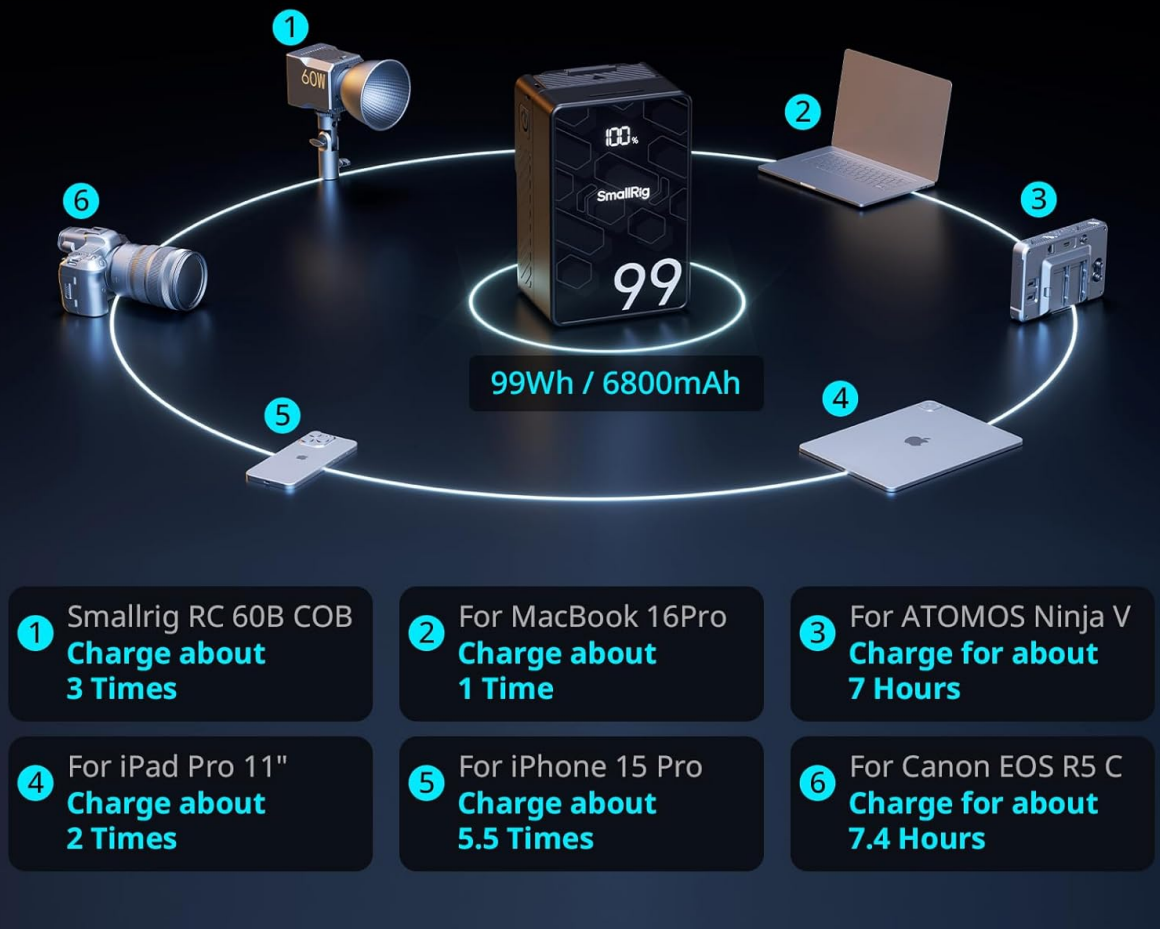 1
60W
2
100%
SmallRig
99
3
6
99Wh / 6800mAh
4
5
1
Smallrig RC 60B COB
Charge about
3 Times
2
For MacBook 16Pro
Charge about
1 Time
3
For ATOMOS Ninja V
Charge for about
7 Hours
4
For iPad Pro 11"
Charge about
2 Times
5
For iPhone 15 Pro
Charge about
5.5 Times
6
For Canon EOS R5 C
Charge for about
7.4 Hours